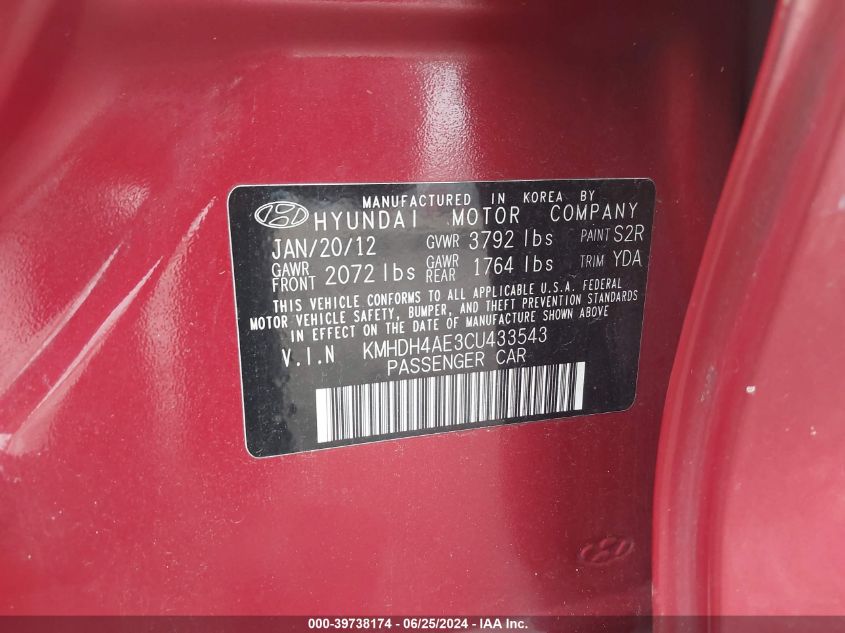 MANUFACTURED IN KOREA BY
HYUNDAI MOTOR COMPANY
JAN/20/12 GVWR 3792 lbs PAINT S2R
GAWR FRONT 2072 lbs GAWR REAR 1764 lbs TRIM YDA
THIS VEHICLE CONFORMS TO ALL APPLICABLE U.S.A. FEDERAL
MOTOR VEHICLE SAFETY, BUMPER, AND THEFT PREVENTION STANDARDS
IN EFFECT ON THE DATE OF MANUFACTURE SHOWN ABOVE
V.I.N KMHDH4AE3CU433543
PASSENGER CAR
000-39738174 / 06/25/2024 - IAA Inc.